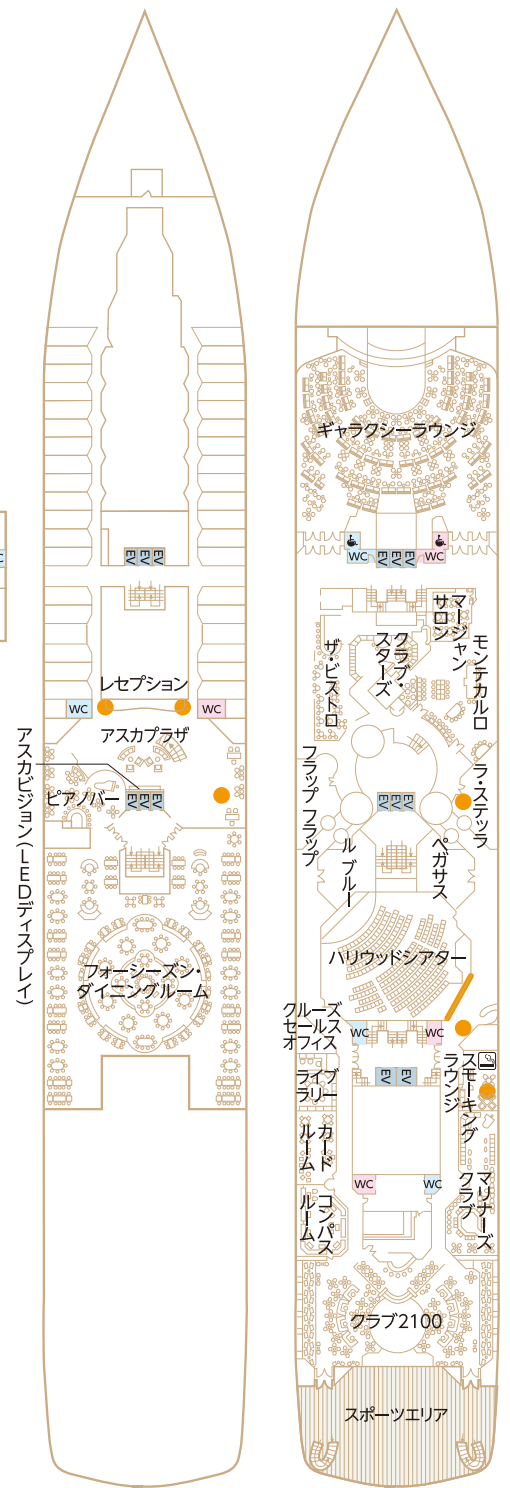 EV EV EV
レセプション
WC
WC
アスカプラザ
アスカビジョン(LEDディスプレイ)
ピアノバー
EV EV EV
フォーシーズン・
ダイニングルーム
ギャラクシーラウンジ
WC
EV EV EV
WC
マージャン
サロン
クラブ・
スターズ
ザ・ビストロ
モンテカルロ
フラップ フラップ
EV EV EV
ラ・ステッラ
ル ブルー
ペガサス
ハリウッドシアター
クルーズ
セールス
オフィス
WC
WC
スモーキング
ラウンジ
EV EV
ライブ
ラリー
カード
ルーム
WC
WC
コンパス
ルーム
マリナーズ
クラブ
クラブ2100
スポーツエリア